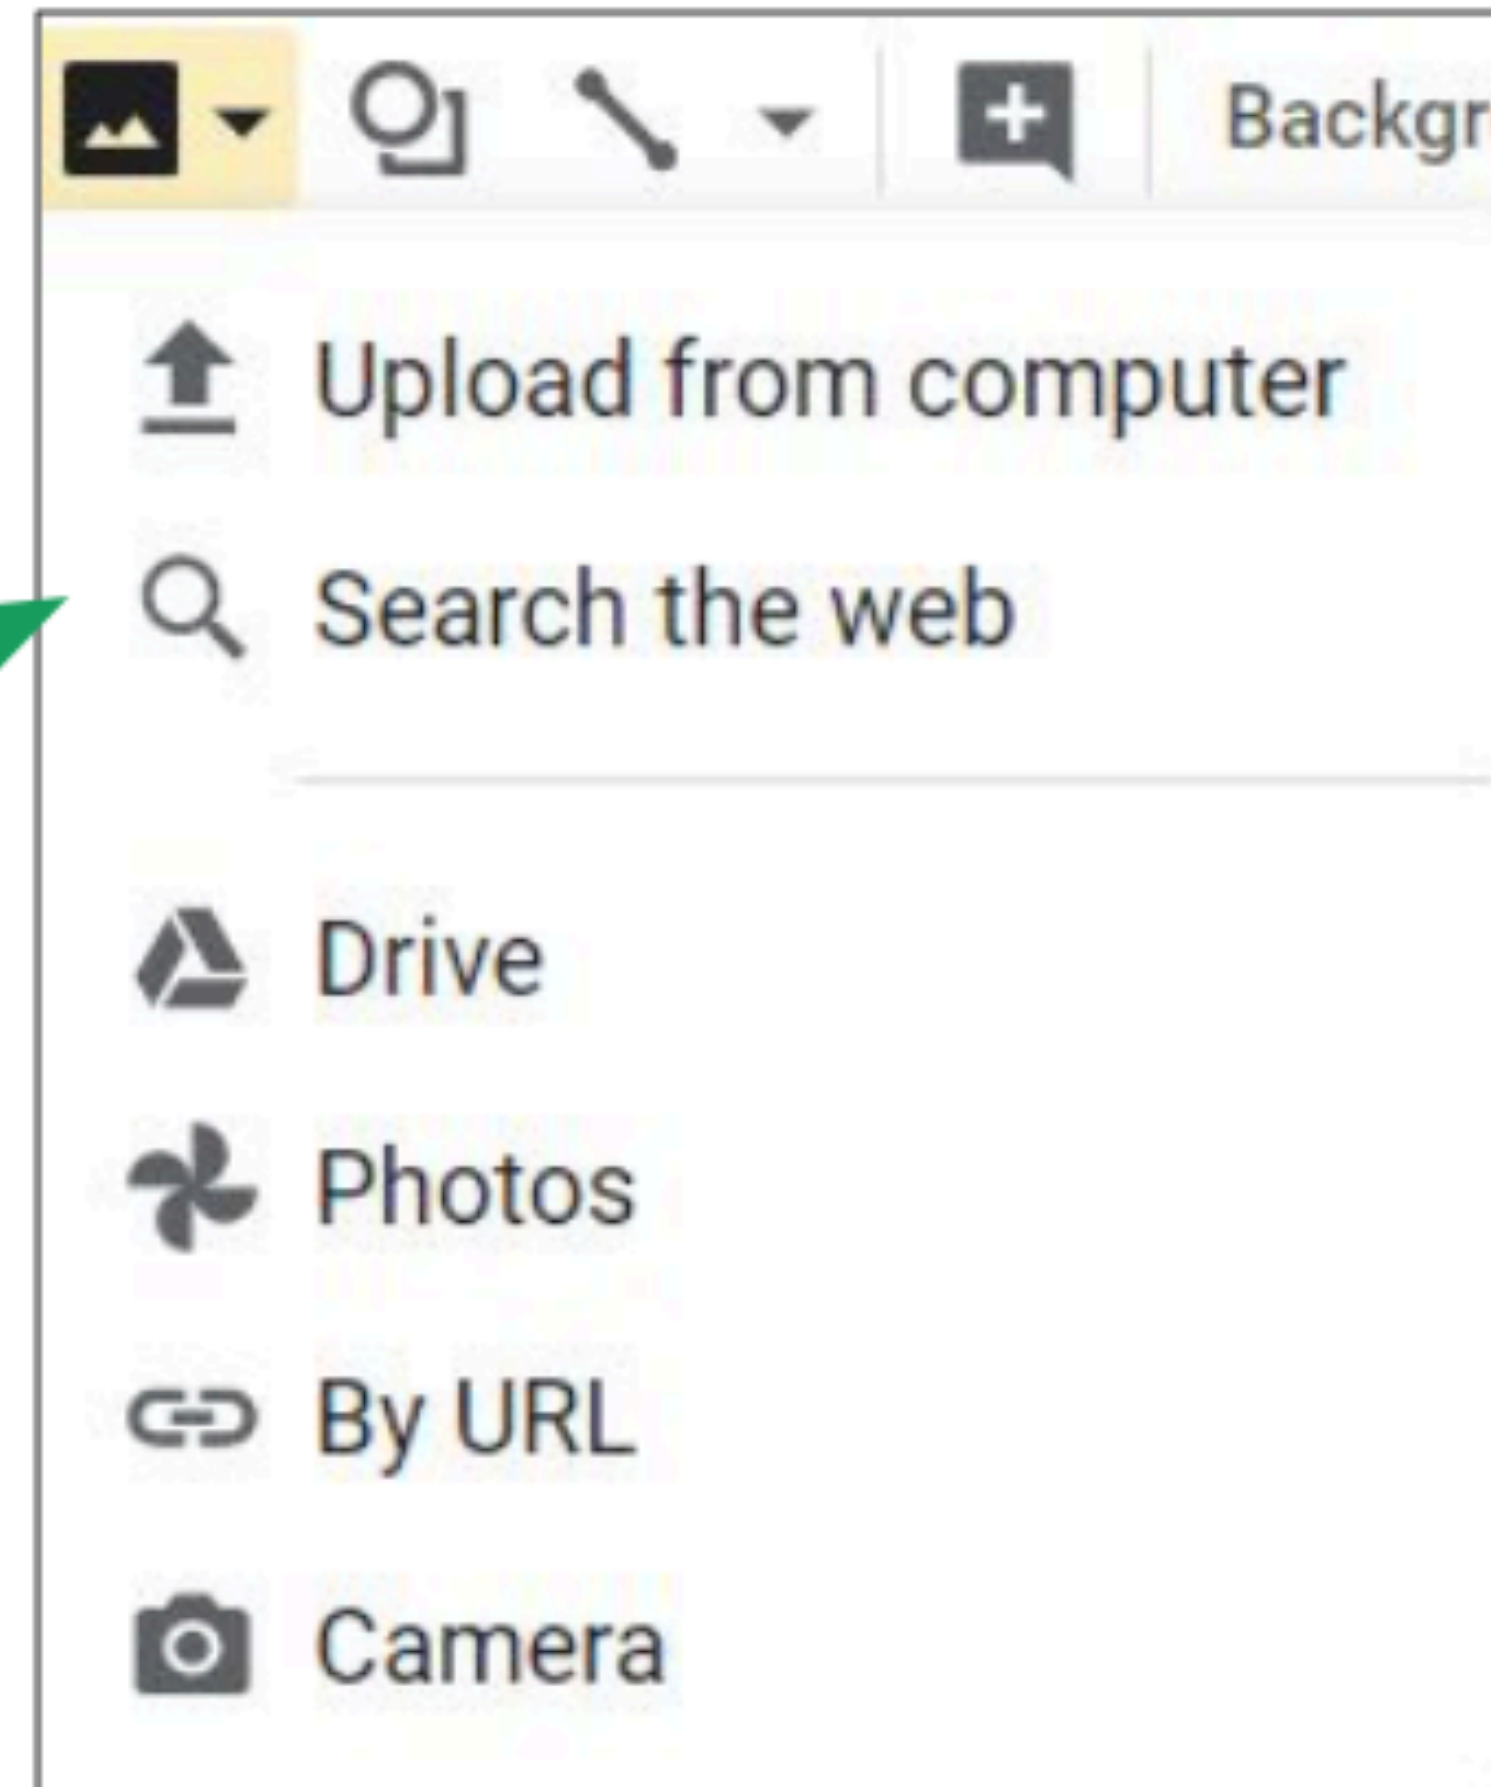 Backgr
Upload from computer
Search the web
Drive
Photos
By URL
Camera